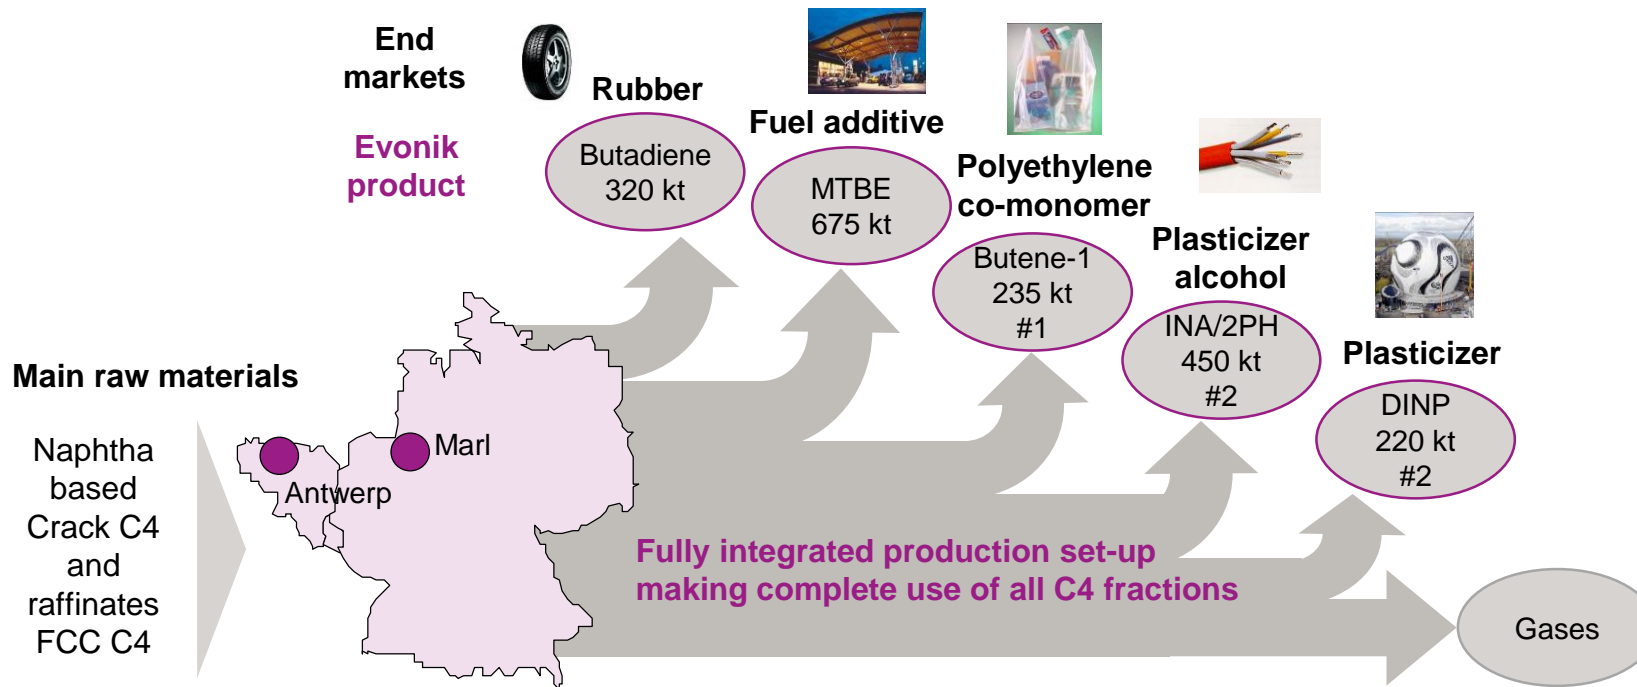 End
markets
Evonik
product
Rubber
Butadiene
320 kt
Fuel additive
MTBE
675 kt
Polyethylene
co-monomer
Butene-1
235 kt
#1
Plasticizer
alcohol
INA/2PH
450 kt
#2
Plasticizer
DINP
220 kt
#2
Main raw materials
Naphtha
based
Crack C4
and
raffinates
FCC C4
Marl
Antwerp
Fully integrated production set-up
making complete use of all C4 fractions
Gases